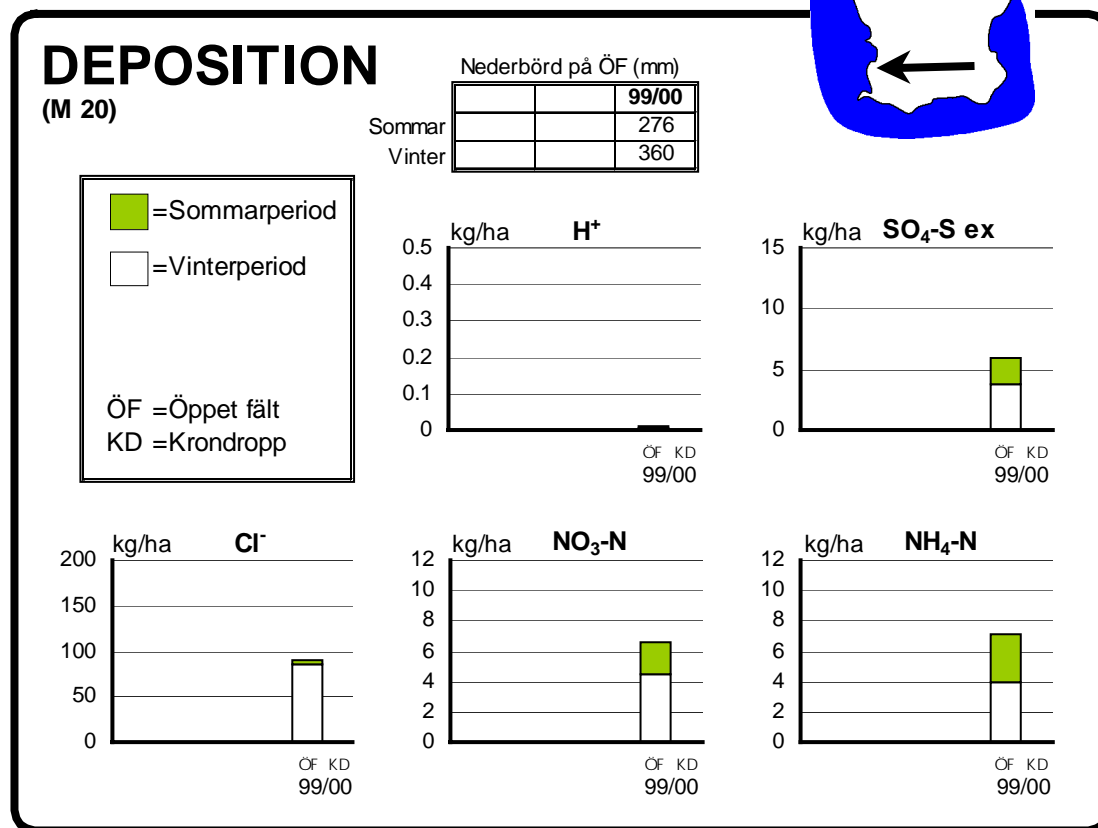 DEPOSITION
(M 20)
Nederbörd på ÖF (mm)
99/00
Sommar 276
Vinter 360
=Sommarperiod
=Vinterperiod
ÖF =Öppet fält
KD =Krondropp
kg/ha H⁺
0.5
0.4
0.3
0.2
0.1
0
ÖF KD
99/00
kg/ha SO₄-S ex
15
10
5
0
ÖF KD
99/00
kg/ha Cl⁻
200
150
100
50
0
ÖF KD
99/00
kg/ha NO₃-N
12
10
8
6
4
2
0
ÖF KD
99/00
kg/ha NH₄-N
12
10
8
6
4
2
0
ÖF KD
99/00